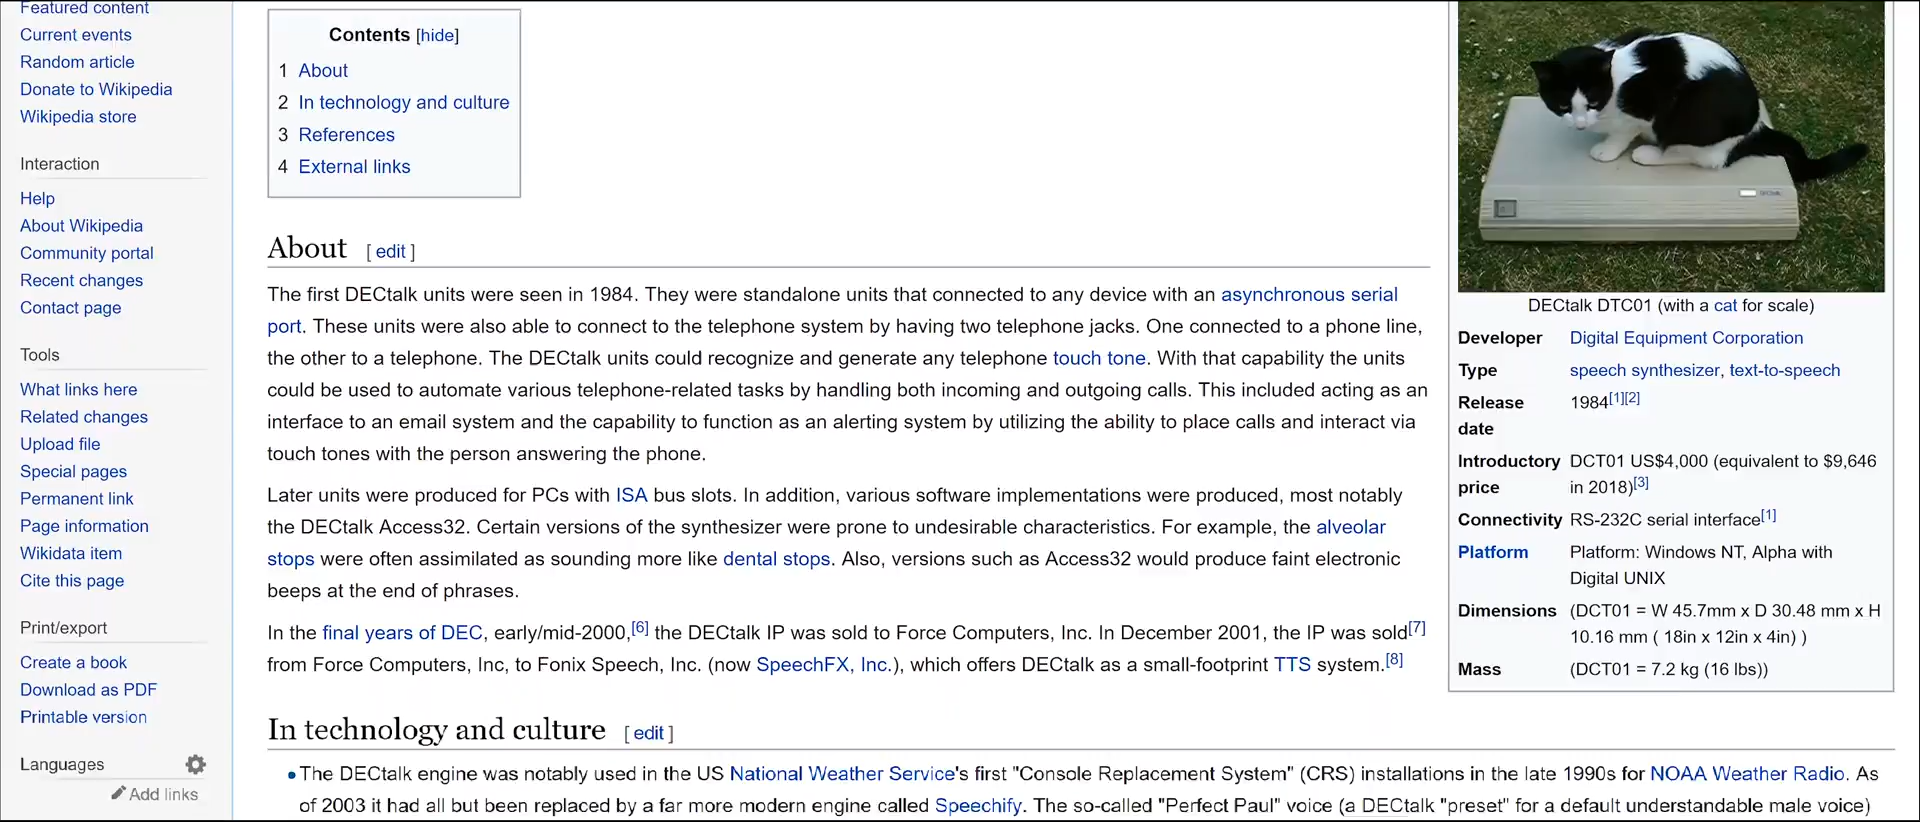 Featured content
Current events
Random article
Donate to Wikipedia
Wikipedia store
Interaction
Help
About Wikipedia
Community portal
Recent changes
Contact page
Tools
What links here
Related changes
Upload file
Special pages
Permanent link
Page information
Wikidata item
Cite this page
Print/export
Create a book
Download as PDF
Printable version
Languages
Add links
Contents [hide]
1 About
2 In technology and culture
3 References
4 External links
About [ edit ]
The first DECtalk units were seen in 1984. They were standalone units that connected to any device with an asynchronous serial
port. These units were also able to connect to the telephone system by having two telephone jacks. One connected to a phone line,
the other to a telephone. The DECtalk units could recognize and generate any telephone touch tone. With that capability the units
could be used to automate various telephone-related tasks by handling both incoming and outgoing calls. This included acting as an
interface to an email system and the capability to function as an alerting system by utilizing the ability to place calls and interact via
touch tones with the person answering the phone.
Later units were produced for PCs with ISA bus slots. In addition, various software implementations were produced, most notably
the DECtalk Access32. Certain versions of the synthesizer were prone to undesirable characteristics. For example, the alveolar
stops were often assimilated as sounding more like dental stops. Also, versions such as Access32 would produce faint electronic
beeps at the end of phrases.
In the final years of DEC, early/mid-2000,[6] the DECtalk IP was sold to Force Computers, Inc. In December 2001, the IP was sold[7]
from Force Computers, Inc, to Fonix Speech, Inc. (now SpeechFX, Inc.), which offers DECtalk as a small-footprint TTS system.[8]
In technology and culture [ edit ]
The DECtalk engine was notably used in the US National Weather Service's first "Console Replacement System" (CRS) installations in the late 1990s for NOAA Weather Radio. As
of 2003 it had all but been replaced by a far more modern engine called Speechify. The so-called "Perfect Paul" voice (a DECtalk "preset" for a default understandable male voice)
DECtalk DTC01 (with a cat for scale)
Developer Digital Equipment Corporation
Type speech synthesizer, text-to-speech
Release 1984[1][2]
date
Introductory DCT01 US$4,000 (equivalent to $9,646
price in 2018)[3]
Connectivity RS-232C serial interface[1]
Platform Platform: Windows NT, Alpha with
Digital UNIX
Dimensions (DCT01 = W 45.7mm x D 30.48 mm x H
10.16 mm ( 18in x 12in x 4in) )
Mass (DCT01 = 7.2 kg (16 lbs))